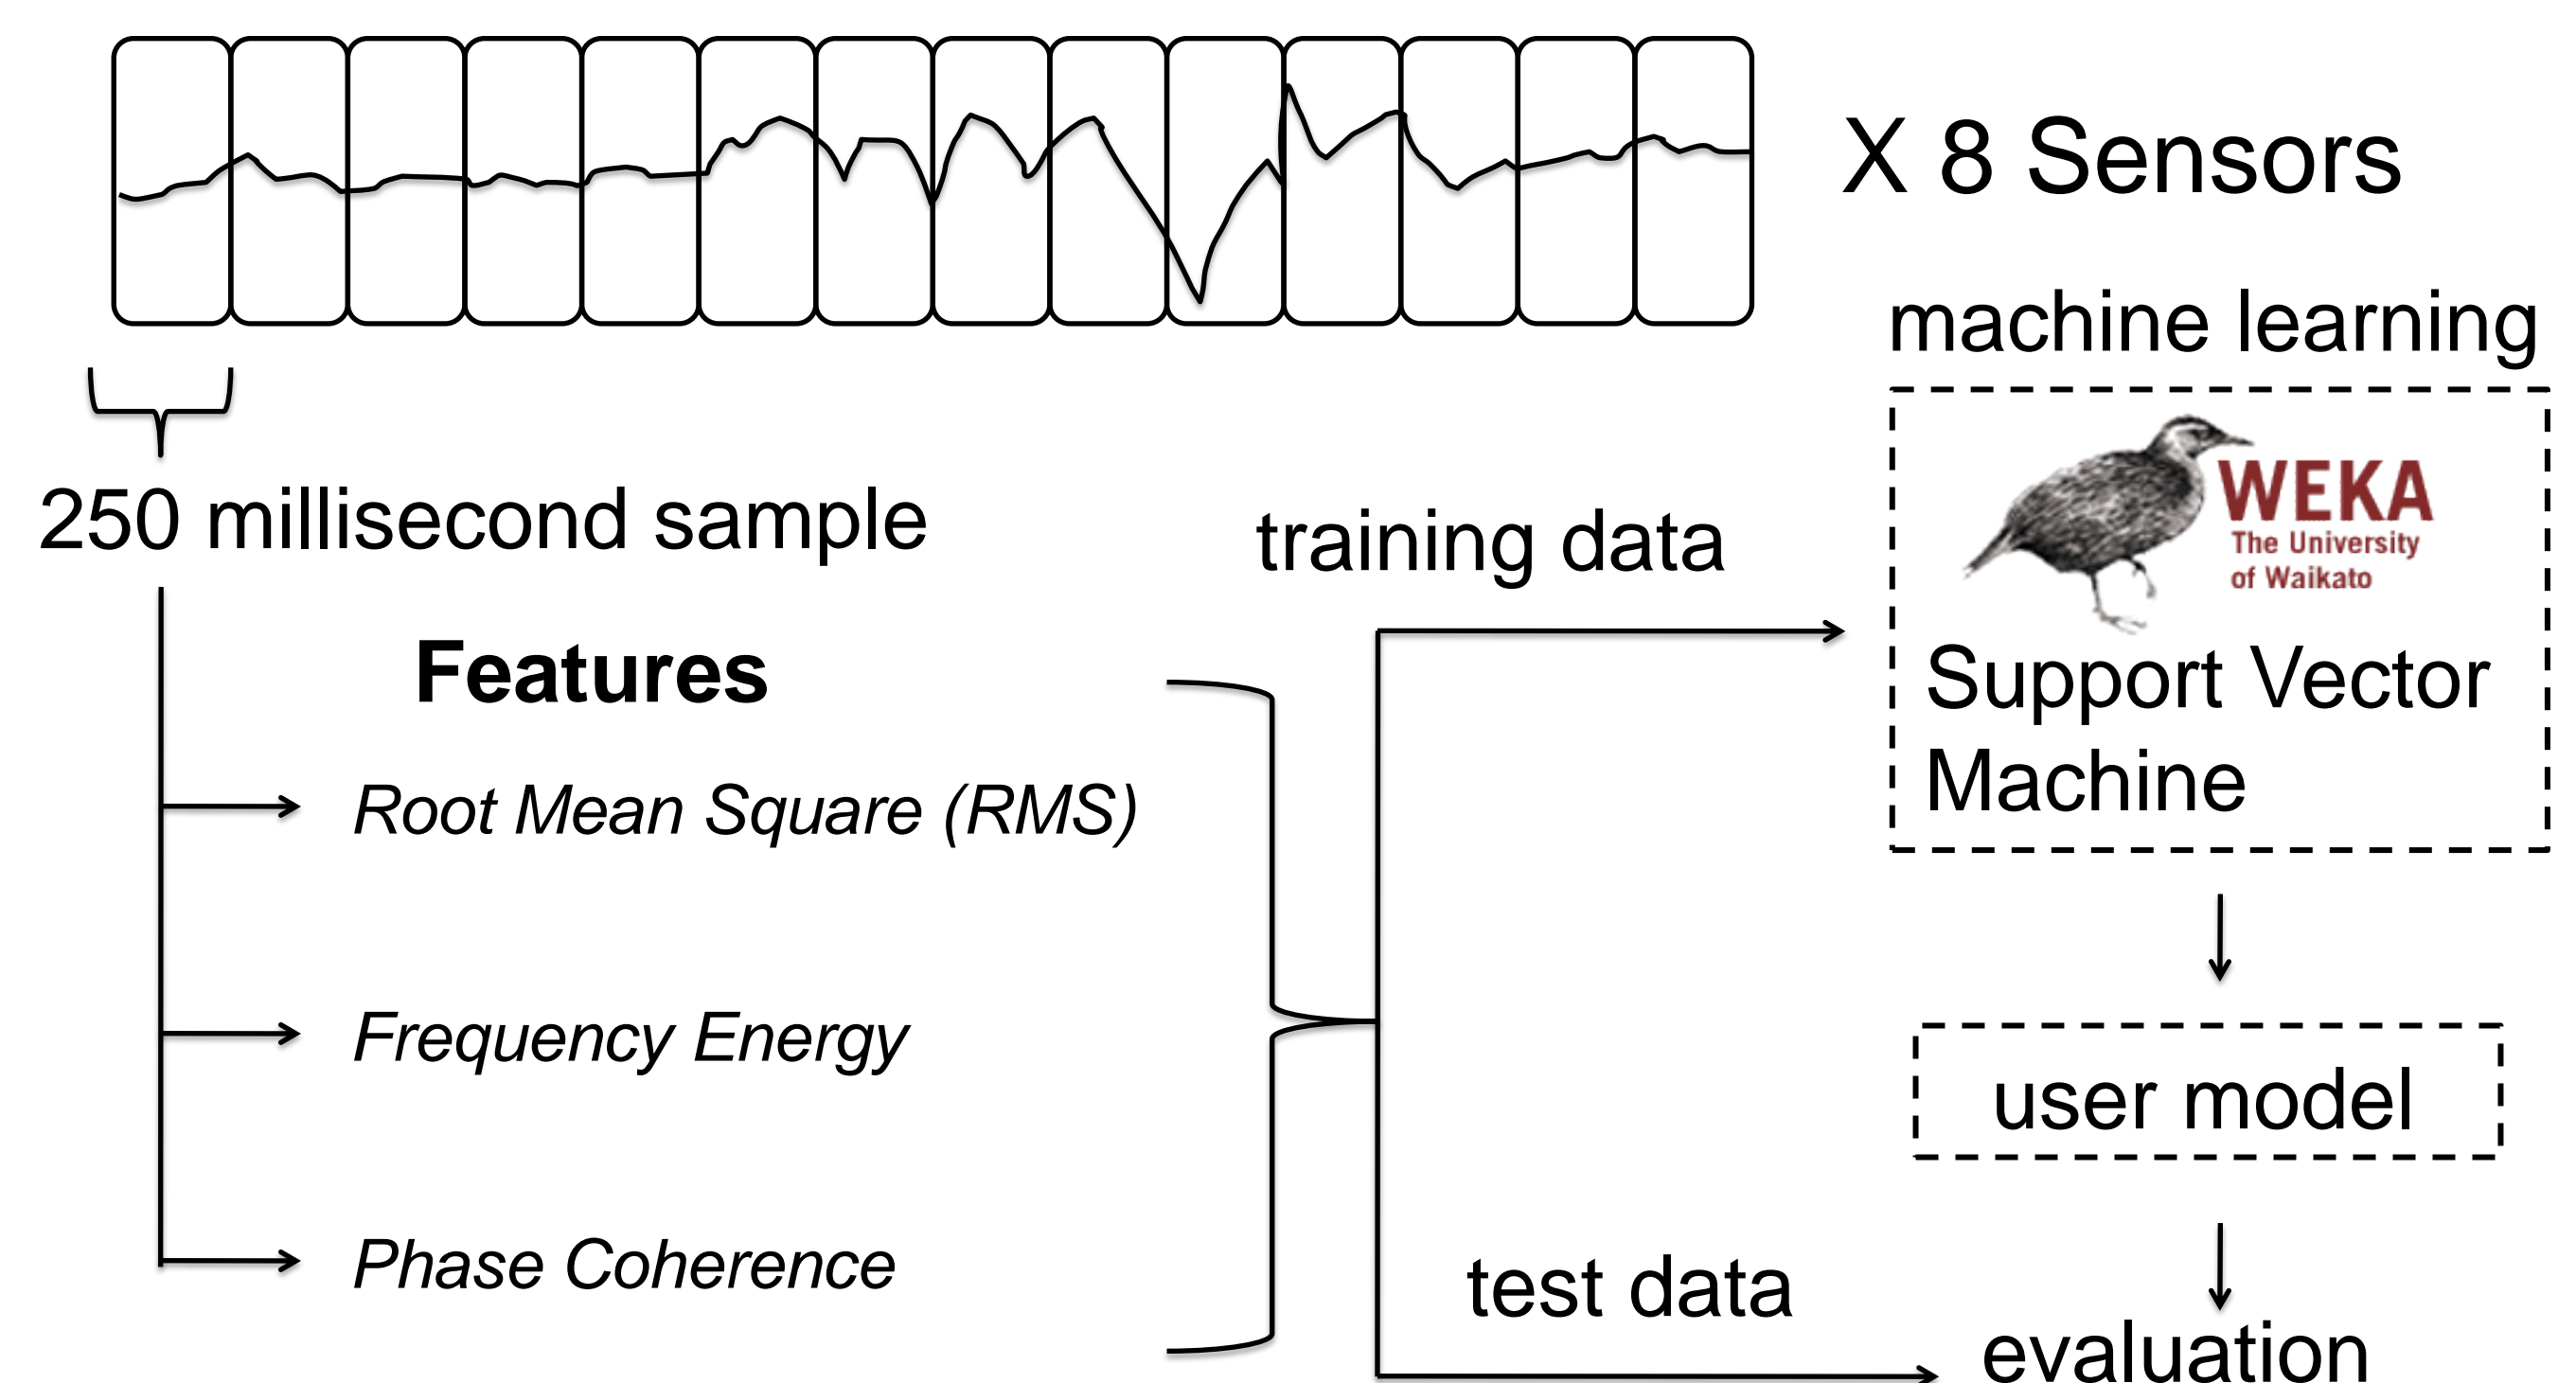 X 8 Sensors
machine learning
WEKA
The University
of Waikato
Support Vector
Machine
250 millisecond sample
training data
Features
Root Mean Square (RMS)
Frequency Energy
Phase Coherence
user model
test data
evaluation